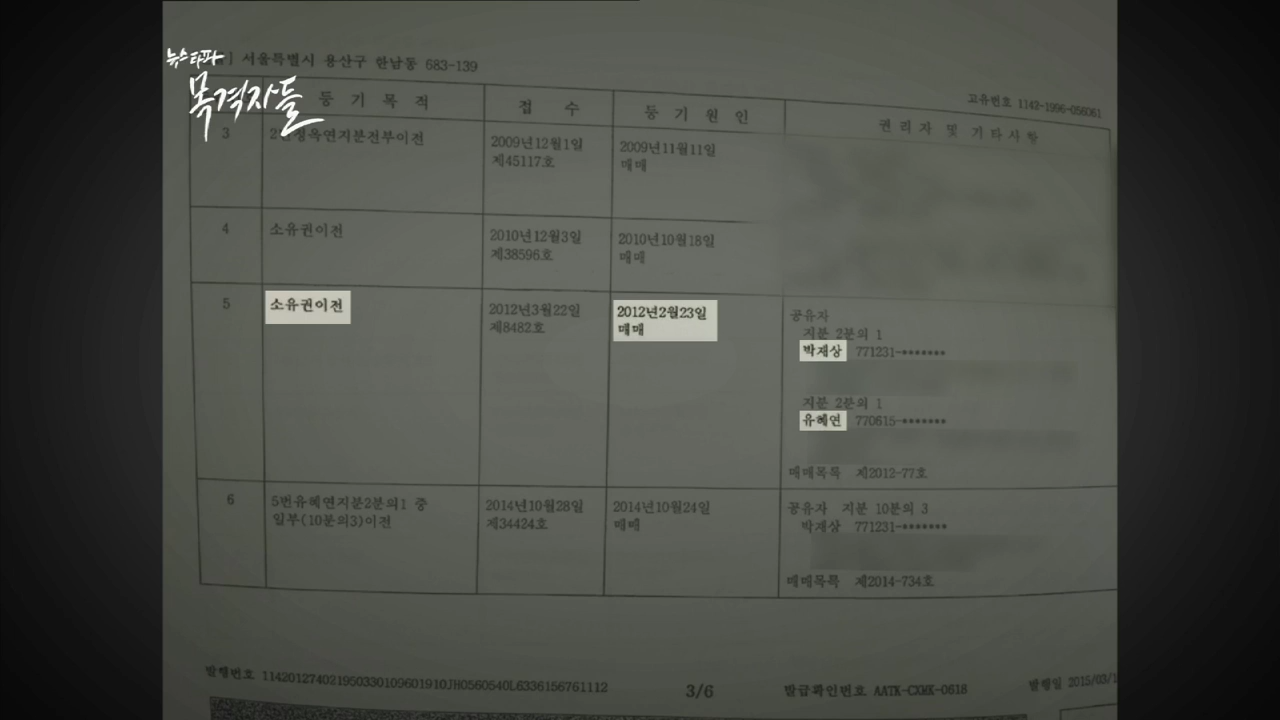 뉴스타파
목격자들
] 서울특별시 용산구 한남동 683-139
고유번호 1142-1996-056061
등 기 목 적 접 수 등 기 원 인 권 리 자 및 기 타 사 항
3 2번정옥연지분전부이전 2009년12월1일 2009년11월11일
제45117호 매매
4 소유권이전 2010년12월3일 2010년10월18일
제38596호 매매
5 소유권이전 2012년3월22일 2012년2월23일 공유자
제8482호 매매 지분 2분의 1
박재상 771231-*******
지분 2분의 1
유혜연 770615-*******
매매목록 제2012-77호
6 5번유혜연지분2분의1 중 2014년10월28일 2014년10월24일 공유자 지분 10분의 3
일부(10분의3)이전 제34424호 매매 박재상 771231-*******
매매목록 제2014-734호
발행번호 114201274021950330109601910JH0560540L6336156761112 3/6 발급확인번호 AATK-CXHK-0618 발행일 2015/03/1